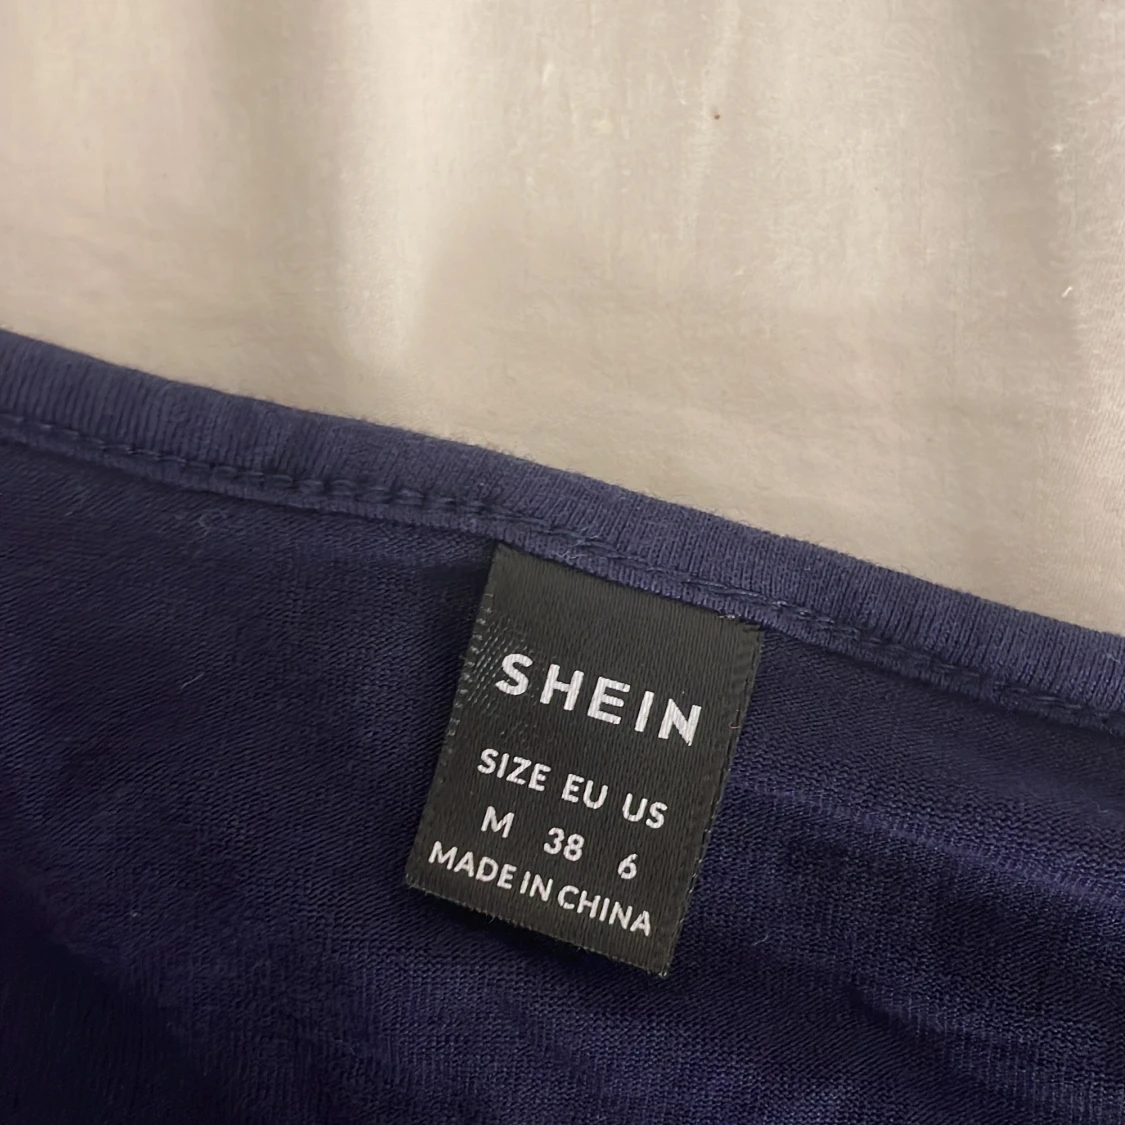 SHEIN
SIZE EU US
M 38 6
MADE IN CHINA